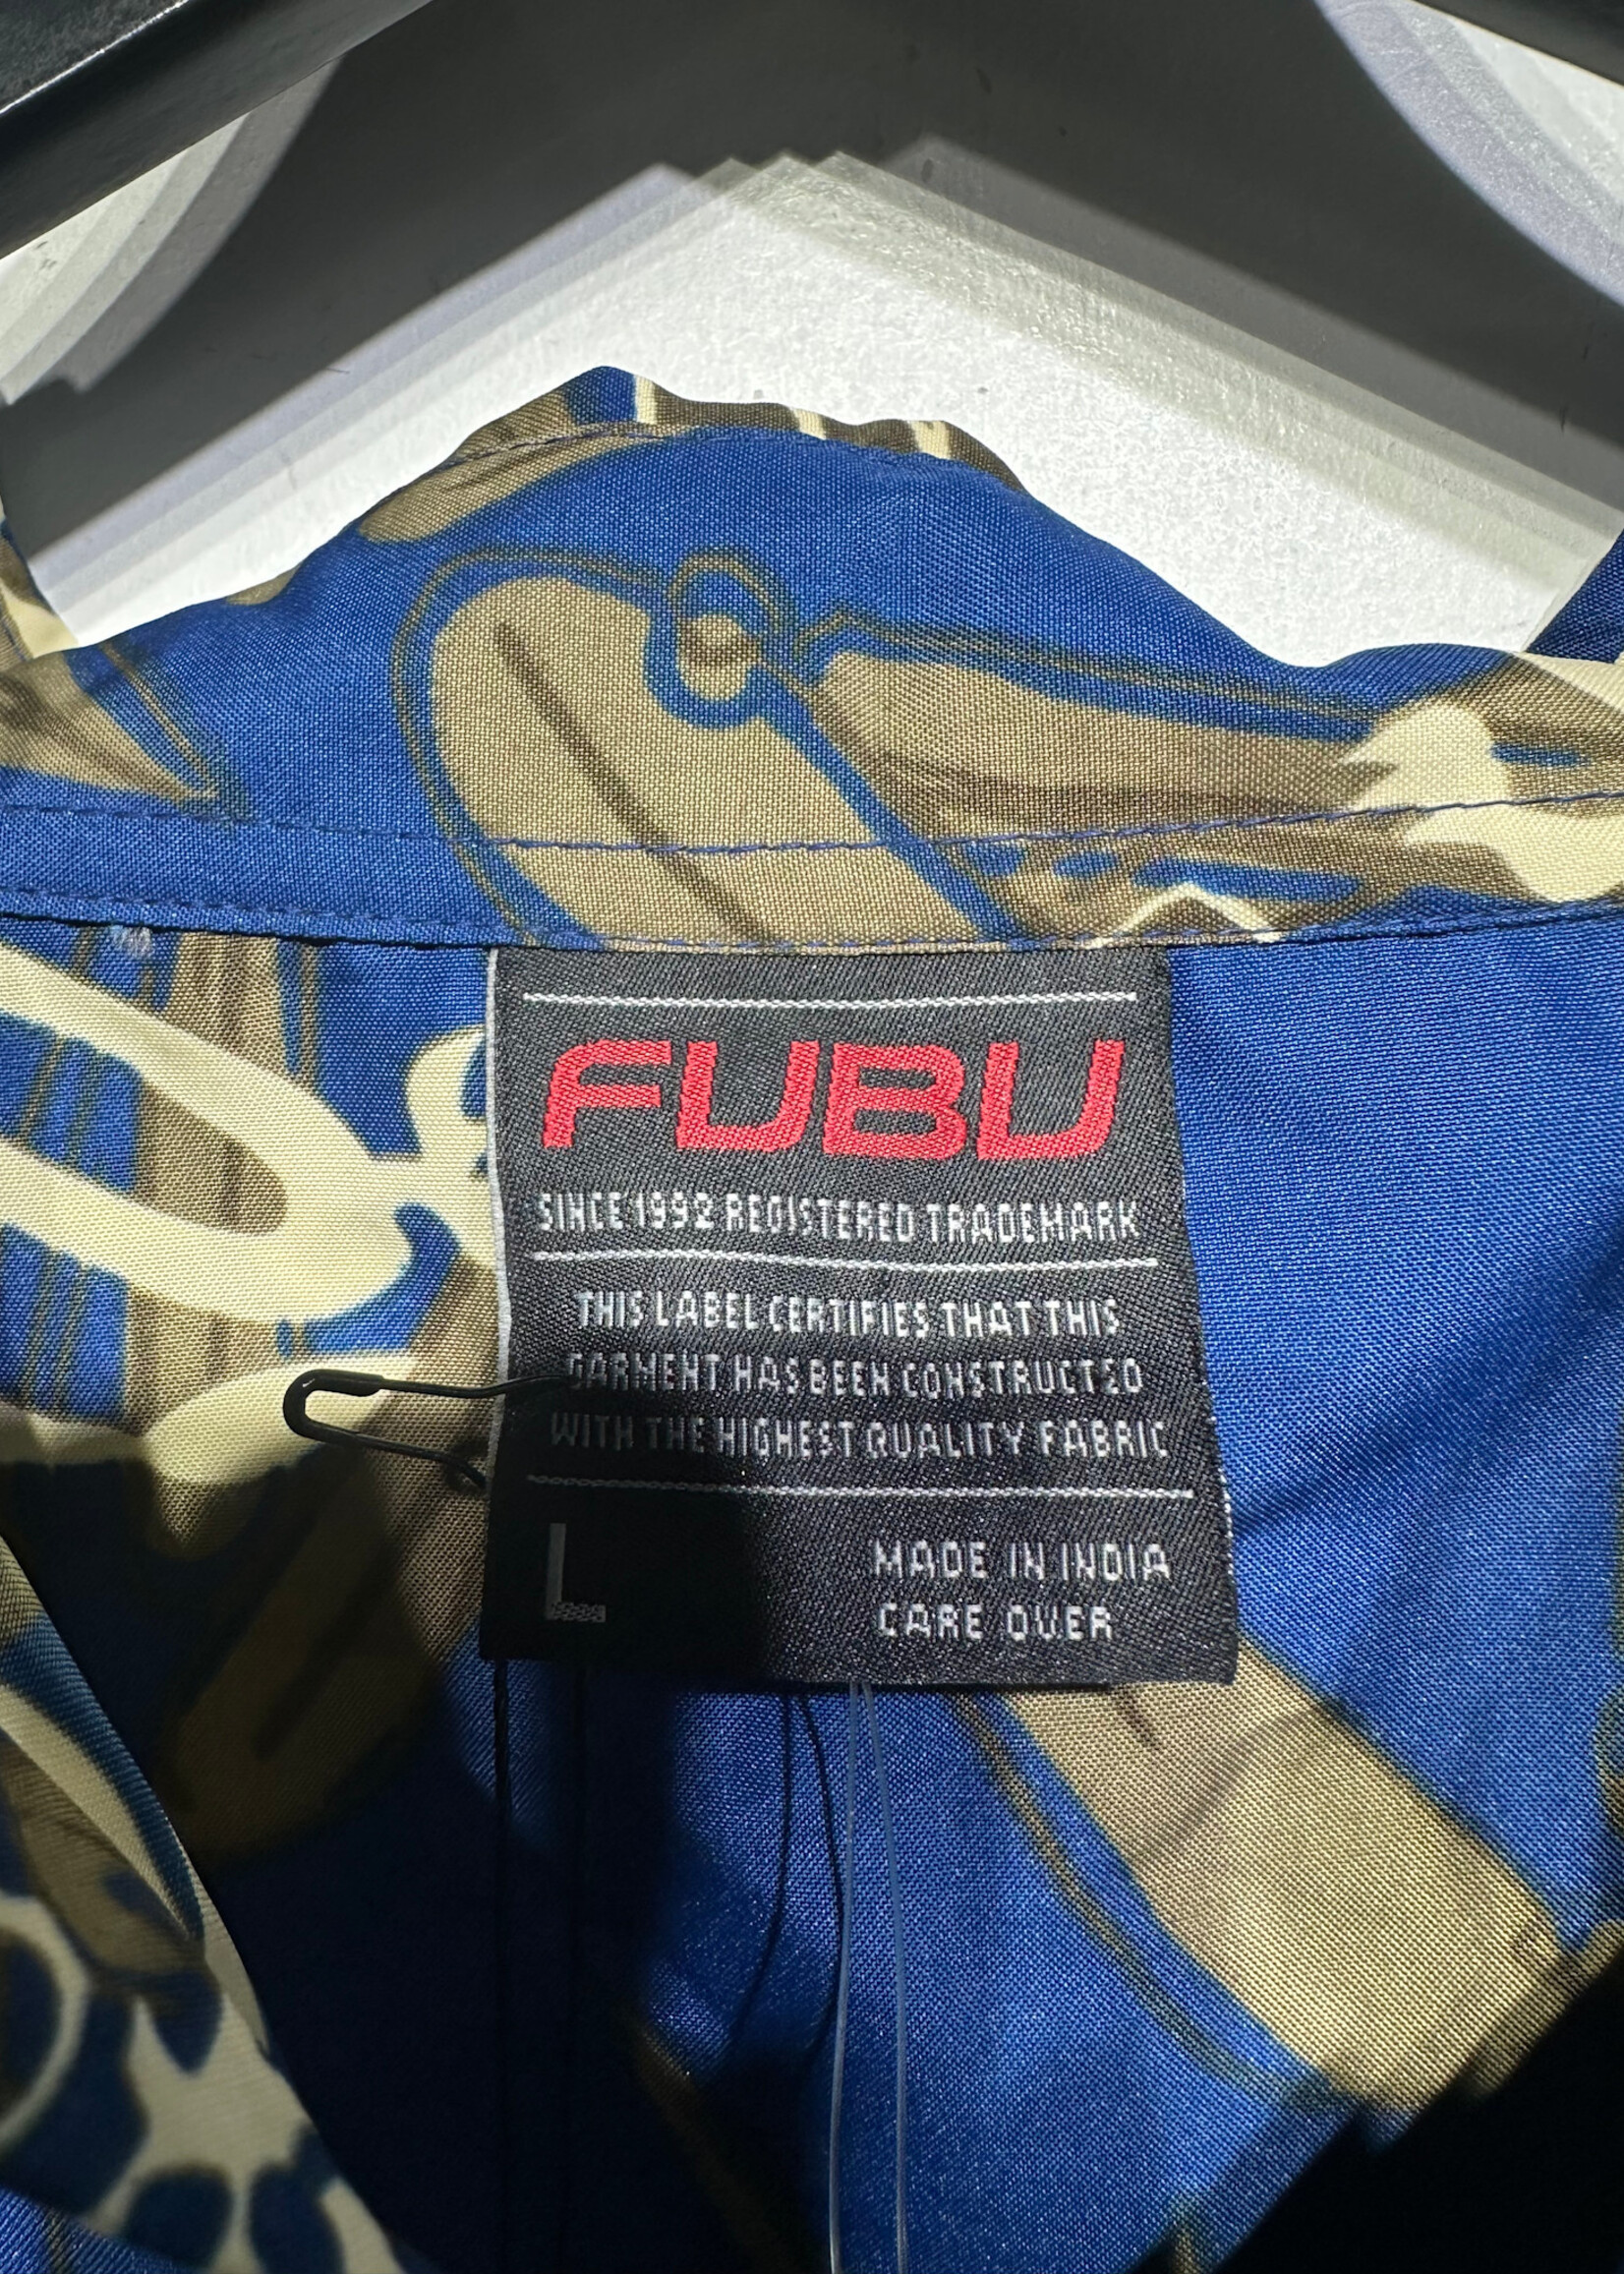 FUBU
SINCE 1992 REGISTERED TRADEMARK
THIS LABEL CERTIFIES THAT THIS
GARMENT HAS BEEN CONSTRUCTED
WITH THE HIGHEST QUALITY FABRIC
L
MADE IN INDIA
CARE OVER